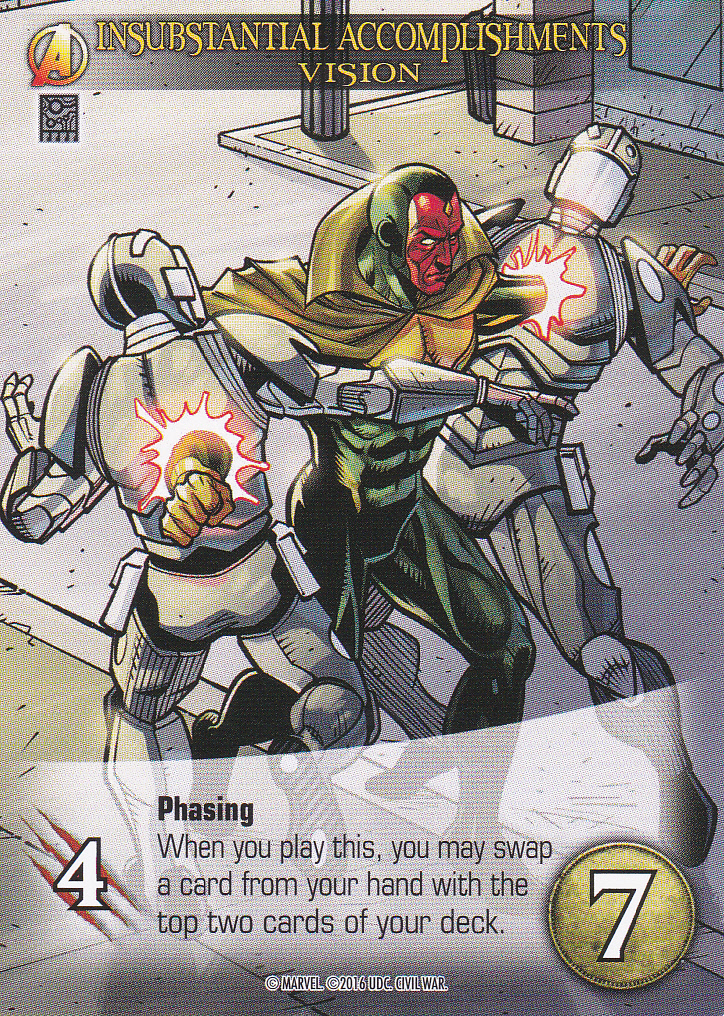 INSUBSTANTIAL ACCOMPLISHMENTS
VISION
Phasing
When you play this, you may swap
a card from your hand with the
top two cards of your deck.
4
7
© MARVEL. ©2016 UDC. CIVIL WAR.